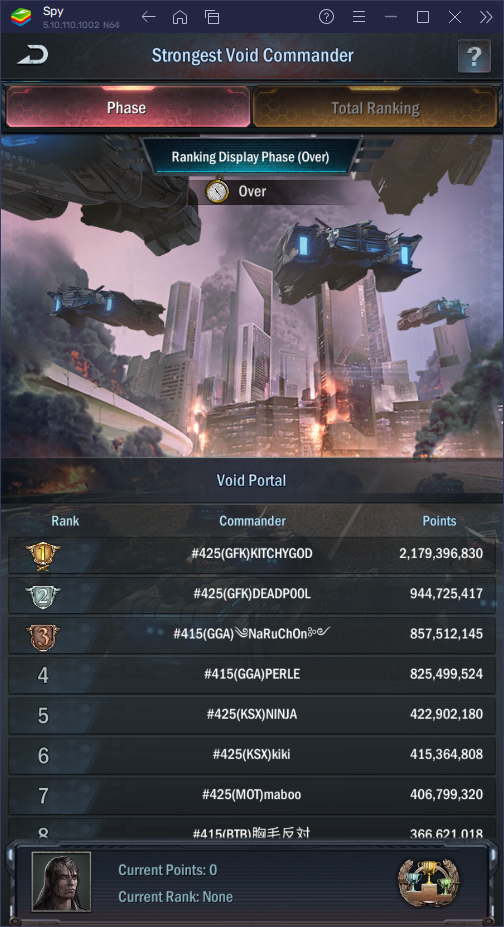 Spy
5.10.110.1002 N64
Strongest Void Commander
?
Phase
Total Ranking
Ranking Display Phase (Over)
Over
Void Portal
Rank Commander Points
1 #425(GFK)KITCHYGOD 2,179,396,830
2 #425(GFK)DEADPOOL 944,725,417
3 #415(GGA)༄NaRuChOn༻࿐ 857,512,145
4 #415(GGA)PERLE 825,499,524
5 #425(KSX)NINJA 422,902,180
6 #425(KSX)kiki 415,364,808
7 #425(MOT)maboo 406,799,320
8 #415(BTB)胸毛反対 366,621,018
Current Points: 0
Current Rank: None